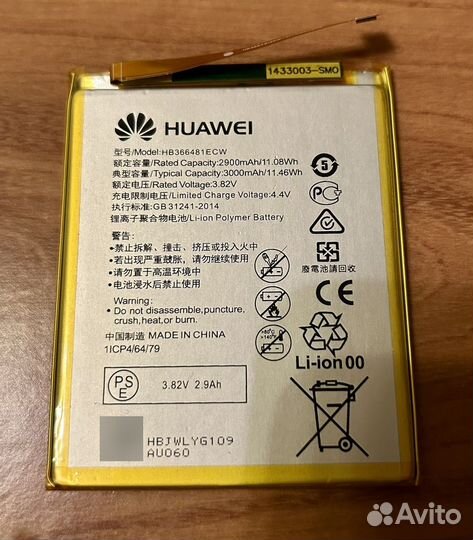 1433003-SMO
HUAWEI
型号/Model:HB366481ECW
额定容量/Rated Capacity:2900mAh/11.08Wh
典型容量/Typical Capacity:3000mAh/11.46Wh
额定电压/Rated Voltage:3.82V
充电限制电压/Limited Charge Voltage:4.4V
执行标准/GB 31241-2014
锂离子聚合物电池/Li-ion Polymer Battery
5
警告:
•禁止拆解、撞击、挤压或投入火中
•若出现严重鼓胀、请勿继续使用
•请勿置于高温环境中
•电池浸水后禁止使用
廢電池請回收
Warning:
• Do not disassemble,puncture,
crush,heat,or burn.
CE
>60℃
>140℉
中国制造 MADE IN CHINA
1ICP4/64/79
Li-ion 00
PS
E
3.82V 2.9Ah
HBJWLYG109
AU060
Avito